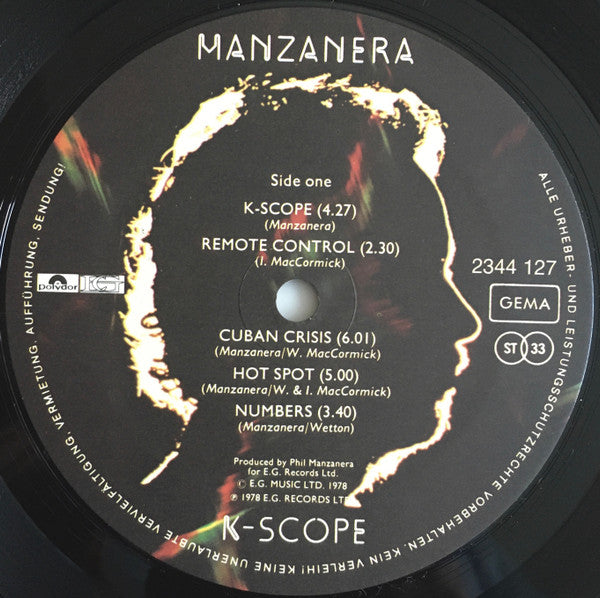 MANZANERA
Side one
K-SCOPE (4.27)
(Manzanera)
REMOTE CONTROL (2.30)
(I. MacCormick)
polydor
EG
2344 127
GEMA
ST 33
CUBAN CRISIS (6.01)
(Manzanera/W. MacCormick)
HOT SPOT (5.00)
(Manzanera/W. & I. MacCormick)
NUMBERS (3.40)
(Manzanera/Wetton)
Produced by Phil Manzanera
for E.G. Records Ltd.
© E.G. MUSIC LTD. 1978
℗ 1978 E.G. RECORDS LTD
K-SCOPE
ALLE URHEBER- UND LEISTUNGSSCHUTZRECHTE VORBEHALTEN. KEIN VERLEIH! KEINE UNERLAUBTE VERVIELFÄLTIGUNG, VERMIETUNG, AUFFÜHRUNG, SENDUNG!